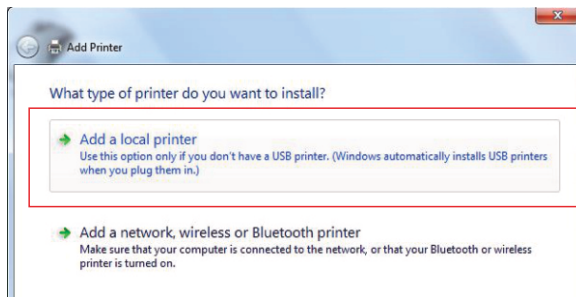 Add Printer
What type of printer do you want to install?
Add a local printer
Use this option only if you don't have a USB printer. (Windows automatically installs USB printers
when you plug them in.)
Add a network, wireless or Bluetooth printer
Make sure that your computer is connected to the network, or that your Bluetooth or wireless
printer is turned on.